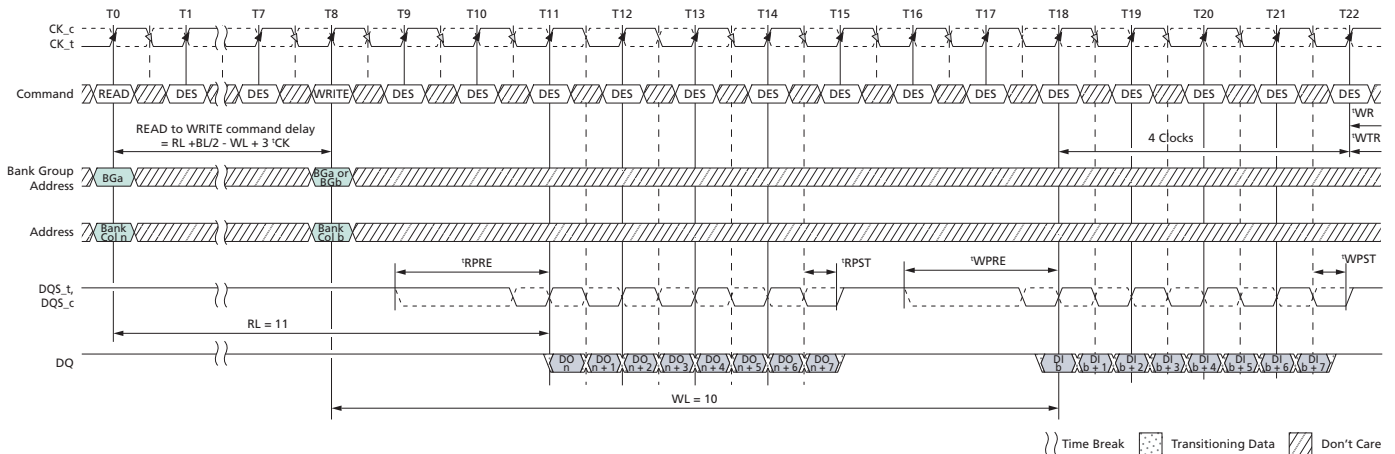 T0 T1 T7 T8 T9 T10 T11 T12 T13 T14 T15 T16 T17 T18 T19 T20 T21 T22
CK_c
CK_t
Command READ DES DES WRITE DES DES DES DES DES DES DES DES DES DES DES DES DES DES
READ to WRITE command delay
= RL +BL/2 - WL + 3 tCK
tWR
4 Clocks tWTR
Bank Group
Address
BGa
BGa or
BGb
Address
Bank
Col n
Bank
Col b
tRPRE tRPST tWPRE tWPST
DQS_t,
DQS_c
RL = 11
DQ
DO
n
DO
n + 1
DO
n + 2
DO
n + 3
DO
n + 4
DO
n + 5
DO
n + 6
DO
n + 7
DI
b
DI
b + 1
DI
b + 2
DI
b + 3
DI
b + 4
DI
b + 5
DI
b + 6
DI
b + 7
WL = 10
Time Break Transitioning Data Don't Care